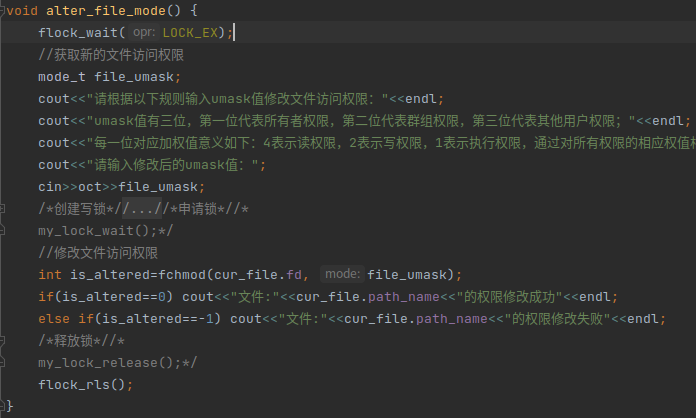 void alter_file_mode() {
flock_wait( opr: LOCK_EX);
//获取新的文件访问权限
mode_t file_umask;
cout<<"请根据以下规则输入umask值修改文件访问权限："<<endl;
cout<<"umask值有三位，第一位代表所有者权限，第二位代表群组权限，第三位代表其他用户权限；"<<endl;
cout<<"每一位对应加权值意义如下：4表示读权限，2表示写权限，1表示执行权限，通过对所有权限的相应权值
cout<<"请输入修改后的umask值：";
cin>>oct>>file_umask;
/*创建写锁*//...//*申请锁*//*
my_lock_wait();*/
//修改文件访问权限
int is_altered=fchmod(cur_file.fd, mode: file_umask);
if(is_altered==0) cout<<"文件:"<<cur_file.path_name<<"的权限修改成功"<<endl;
else if(is_altered==-1) cout<<"文件:"<<cur_file.path_name<<"的权限修改失败"<<endl;
/*释放锁*//*
my_lock_release();*/
flock_rls();
}